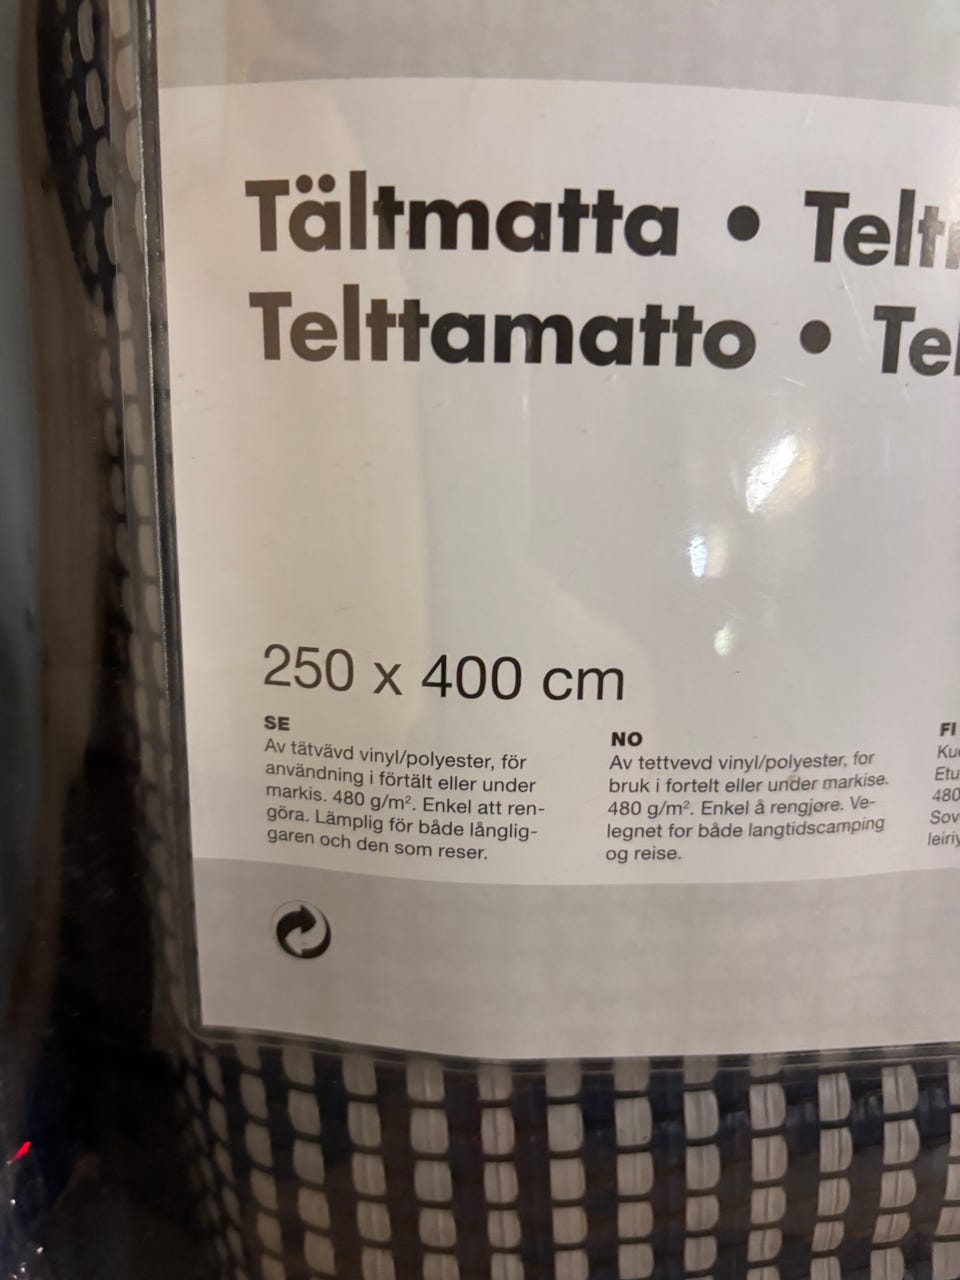 Tältmatta •
Telttamatto •
250 x 400 cm
SE
Av tätvävd vinyl/polyester, för
användning i förtält eller under
markis. 480 g/m². Enkel att ren-
göra. Lämplig för både långlig-
garen och den som reser.
NO
Av tettvevd vinyl/polyester, for
bruk i fortelt eller under markise.
480 g/m². Enkel å rengjøre. Ve-
legnet for både langtidscamping
og reise.
FI
480